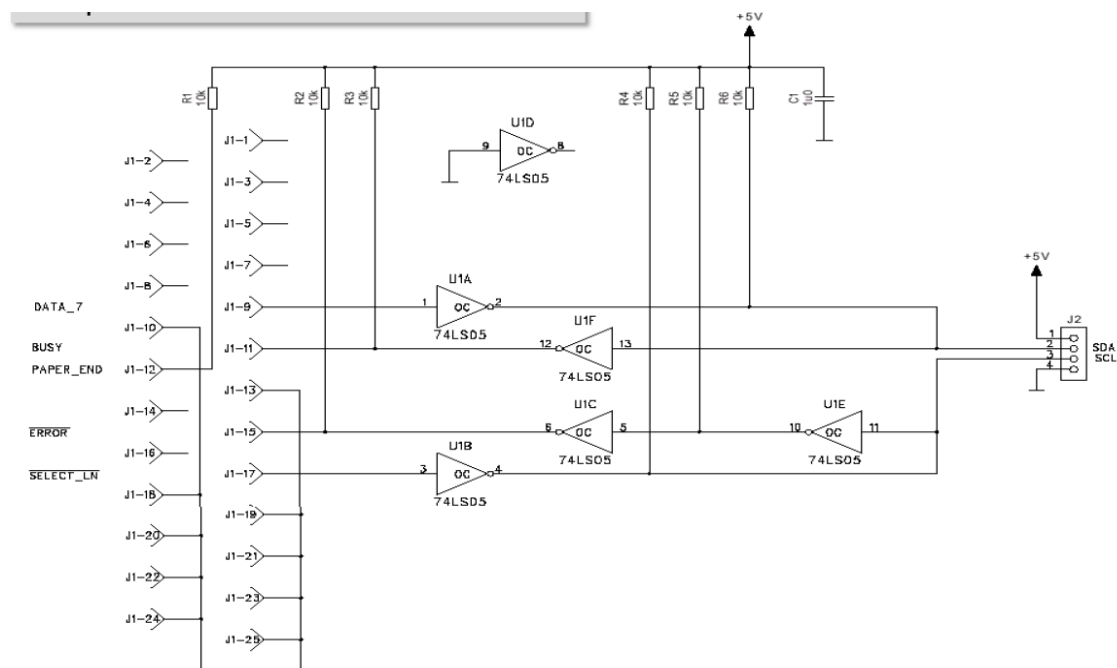 +5V
R1 10k
R2 10k
R3 10k
R4 10k
R5 10k
R6 10k
C1 1u0
U1D
J1-1
9 OC 8
J1-2
74LS05
J1-3
J1-4
J1-5
J1-6
+5V
J1-7
U1A
J1-8
DATA_7
J1-9
1 OC 2
J2
U1F
J1-10
74LS05
1
BUSY
J1-11
12 OC 13
2 SDA
3 SCL
PAPER_END
J1-12
74LS05
4
J1-13
U1C
U1E
J1-14
ERROR
J1-15
6 OC 5
10 OC 11
U1B
J1-16
74LS05
74LS05
SELECT_LN
J1-17
3 OC 4
J1-18
74LS05
J1-19
J1-20
J1-21
J1-22
J1-23
J1-24
J1-25